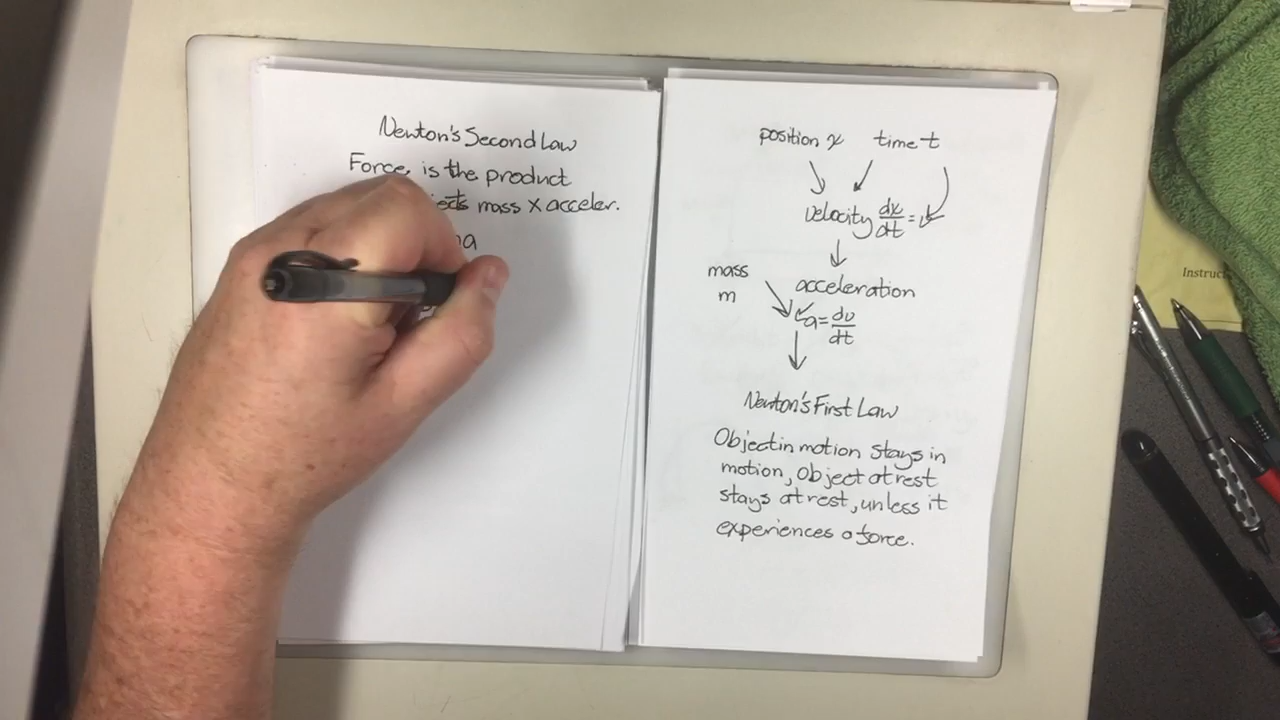 Newton's Second Law
Force is the product
mass x acceler.
position x time t
velocity dx/dt = v
acceleration
mass
m
a = dv/dt
Newton's First Law
Object in motion stays in
motion, Object at rest
stays at rest, unless it
experiences a force.
Instruc